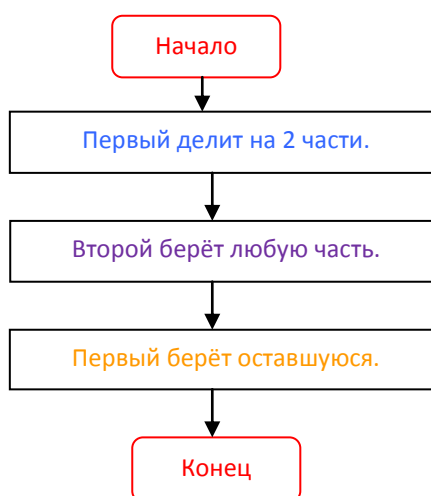 Начало
Первый делит на 2 части.
Второй берёт любую часть.
Первый берёт оставшуюся.
Конец